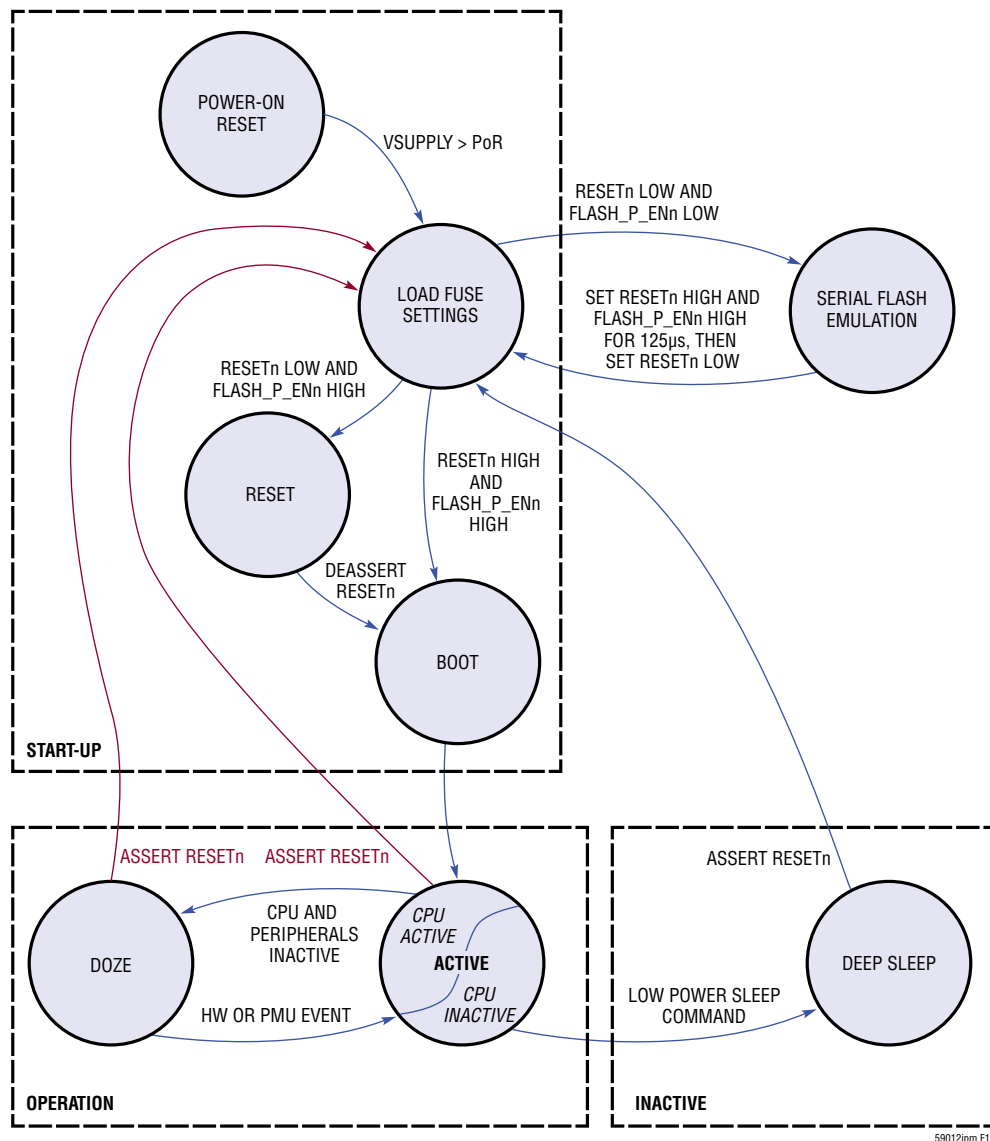 POWER-ON
RESET
VSUPPLY > PoR
RESETn LOW AND
FLASH_P_ENn LOW
LOAD FUSE
SETTINGS
SET RESETn HIGH AND
FLASH_P_ENn HIGH
FOR 125µs, THEN
SET RESETn LOW
SERIAL FLASH
EMULATION
RESETn LOW AND
FLASH_P_ENn HIGH
RESETn HIGH
AND
FLASH_P_ENn
HIGH
RESET
DEASSERT
RESETn
BOOT
START-UP
ASSERT RESETn
ASSERT RESETn
ASSERT RESETn
CPU AND
PERIPHERALS
INACTIVE
CPU
ACTIVE
ACTIVE
CPU
INACTIVE
DOZE
HW OR PMU EVENT
LOW POWER SLEEP
COMMAND
DEEP SLEEP
OPERATION
INACTIVE